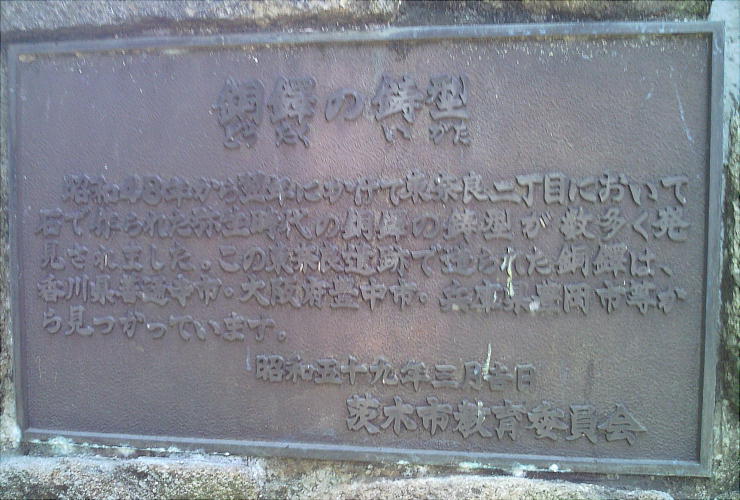 銅鐸の鋳型
どう たく い がた
昭和48年から翌年にかけて東奈良二丁目において
石で作られた弥生時代の銅鐸の鋳型が数多く発
見されました。この東奈良遺跡で造られた銅鐸は、
香川県善通寺市・大阪府豊中市・兵庫県豊岡市等か
ら見つかっています。
昭和五十九年三月吉日
茨木市教育委員会